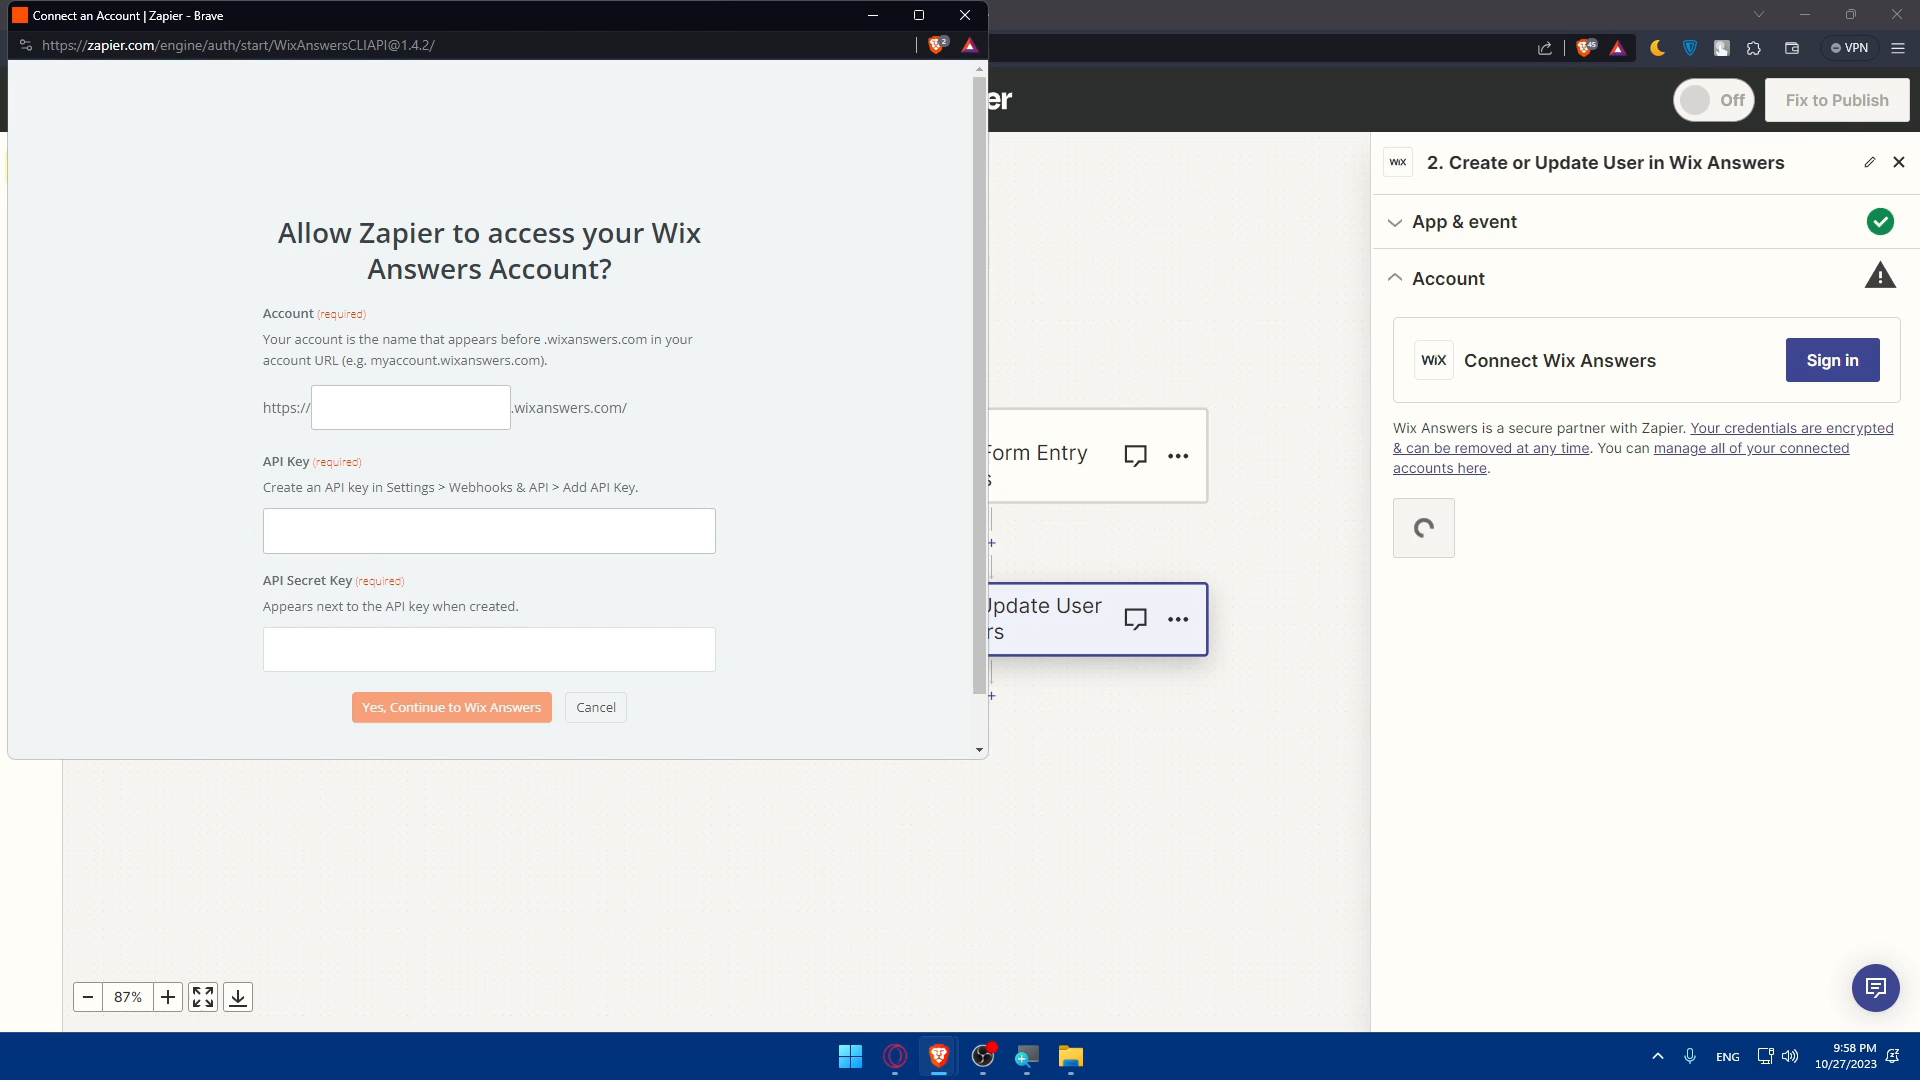 Connect an Account | Zapier - Brave
https://zapier.com/engine/auth/start/WixAnswersCLIAPI@1.4.2/
2
45
VPN
er
Off
Fix to Publish
Allow Zapier to access your Wix
Answers Account?
Account (required)
Your account is the name that appears before .wixanswers.com in your
account URL (e.g. myaccount.wixanswers.com).
https://
.wixanswers.com/
API Key (required)
Create an API key in Settings > Webhooks & API > Add API Key.
API Secret Key (required)
Appears next to the API key when created.
Yes, Continue to Wix Answers
Cancel
Form Entry
s
Update User
rs
WiX
2. Create or Update User in Wix Answers
App & event
Account
WiX
Connect Wix Answers
Sign in
Wix Answers is a secure partner with Zapier. Your credentials are encrypted
& can be removed at any time. You can manage all of your connected
accounts here.
87%
ENG
9:58 PM
10/27/2023